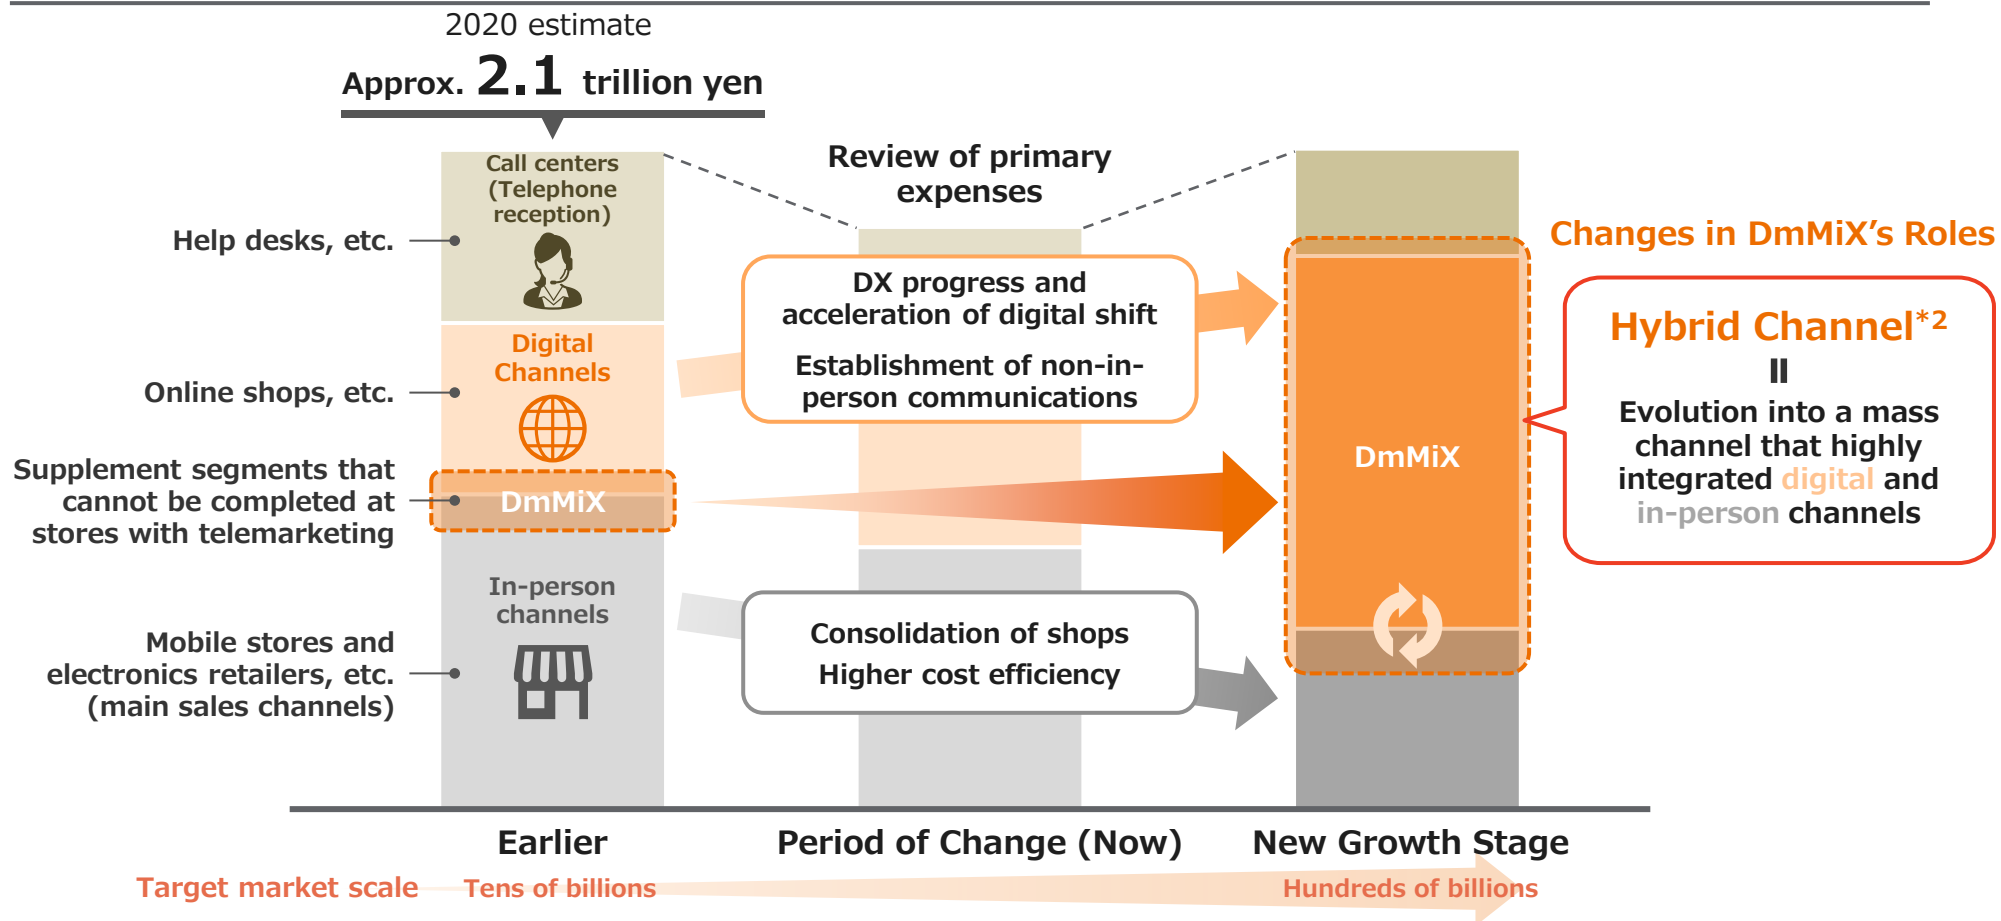 2020 estimate
Approx. 2.1 trillion yen
Call centers
(Telephone
reception)
Help desks, etc.
Digital
Channels
Online shops, etc.
Supplement segments that
cannot be completed at
stores with telemarketing
DmMiX
In-person
channels
Mobile stores and
electronics retailers, etc.
(main sales channels)
Review of primary
expenses
DX progress and
acceleration of digital shift
Establishment of non-in-
person communications
Consolidation of shops
Higher cost efficiency
DmMiX
Changes in DmMiX's Roles
Hybrid Channel*2
=
Evolution into a mass
channel that highly
integrated digital and
in-person channels
Earlier
Period of Change (Now)
New Growth Stage
Target market scale
Tens of billions
Hundreds of billions